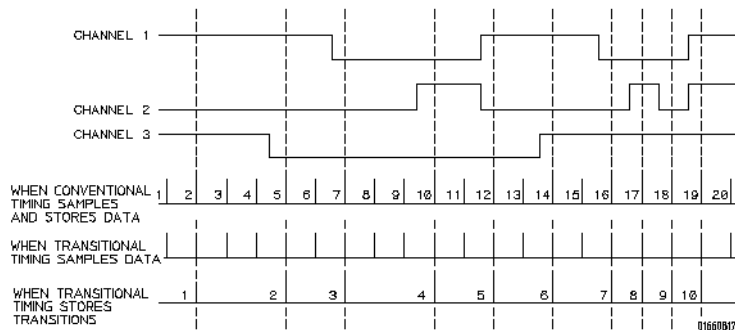 CHANNEL 1
CHANNEL 2
CHANNEL 3
WHEN CONVENTIONAL
TIMING SAMPLES
AND STORES DATA
1 2 3 4 5 6 7 8 9 10 11 12 13 14 15 16 17 18 19 20
WHEN TRANSITIONAL
TIMING SAMPLES DATA
WHEN TRANSITIONAL
TIMING STORES
TRANSITIONS
1 2 3 4 5 6 7 8 9 10
01660B17